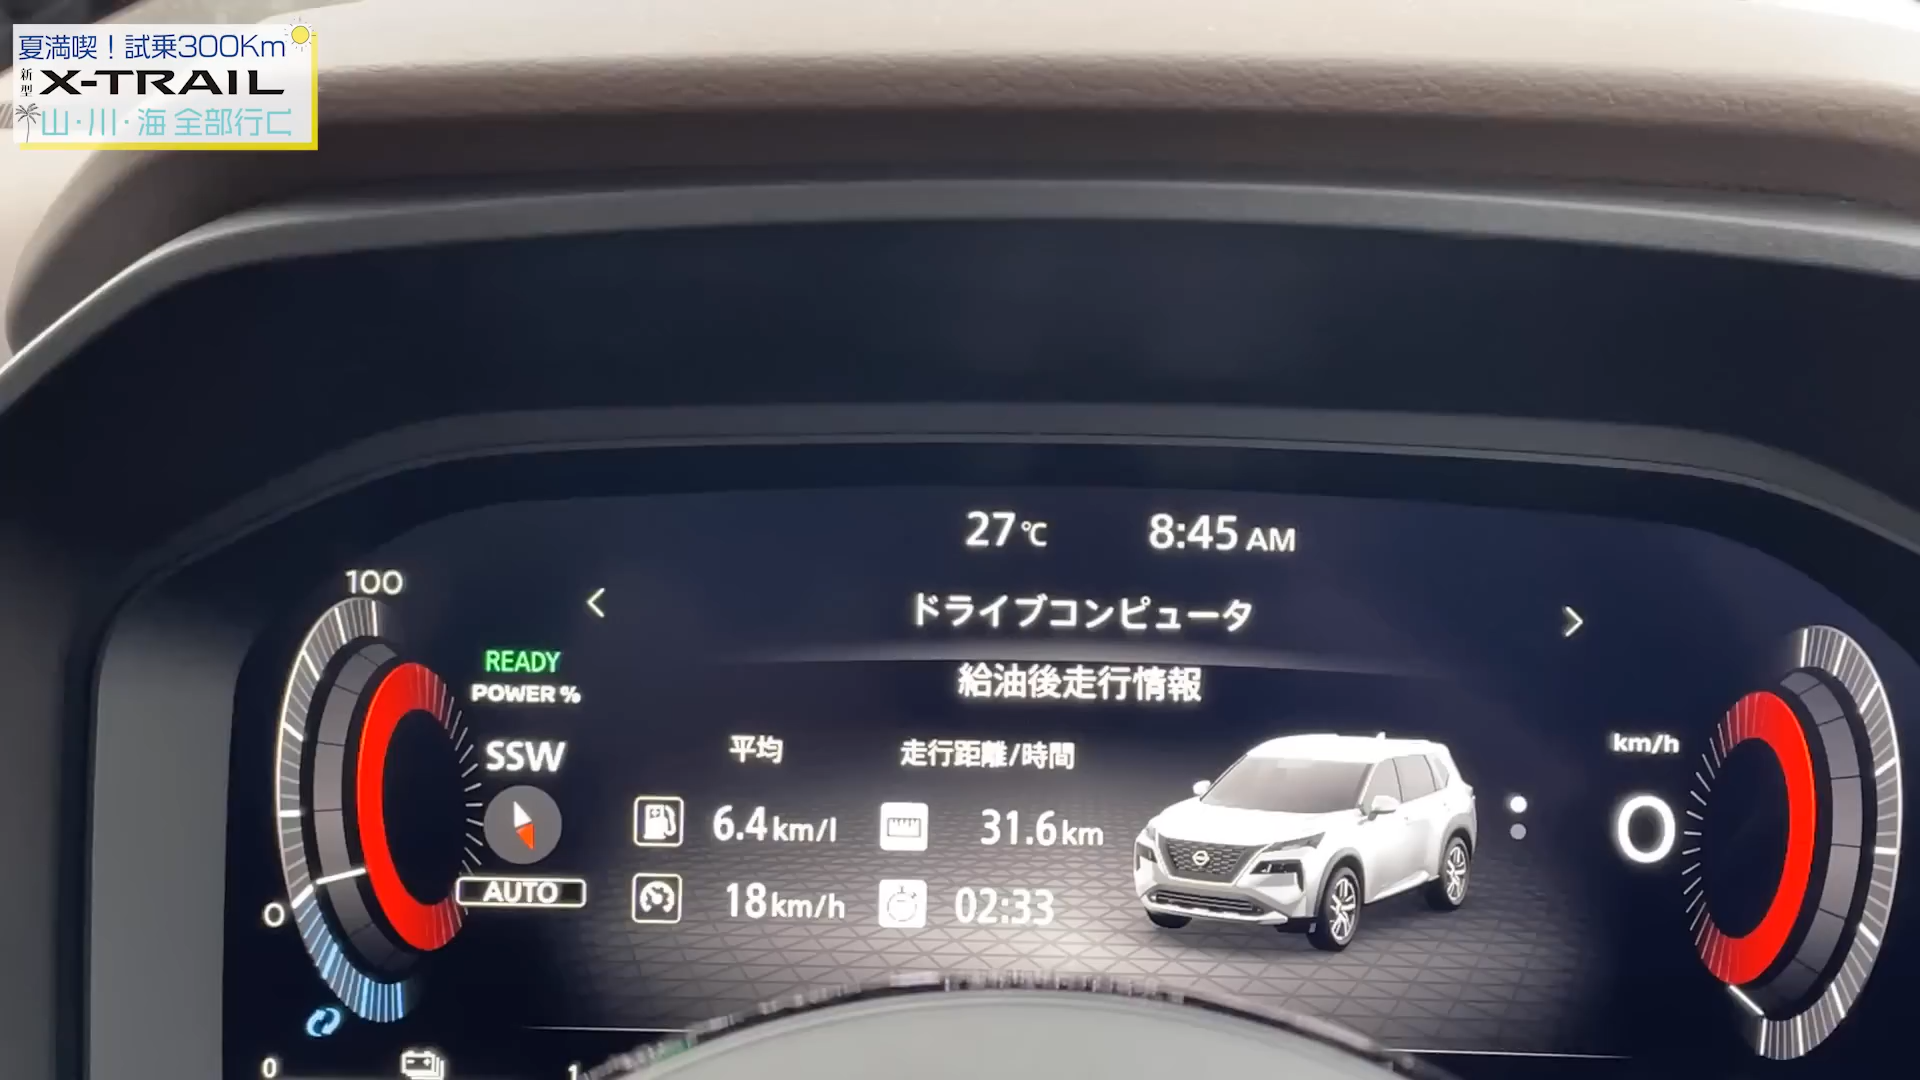 夏満喫！試乗300Km
新型 X-TRAIL
山・川・海 全部行く
27℃ 8:45 AM
ドライブコンピュータ
給油後走行情報
100
READY
POWER %
SSW
AUTO
0
平均 走行距離/時間
6.4 km/l 31.6 km
18 km/h 02:33
km/h
0
0 1